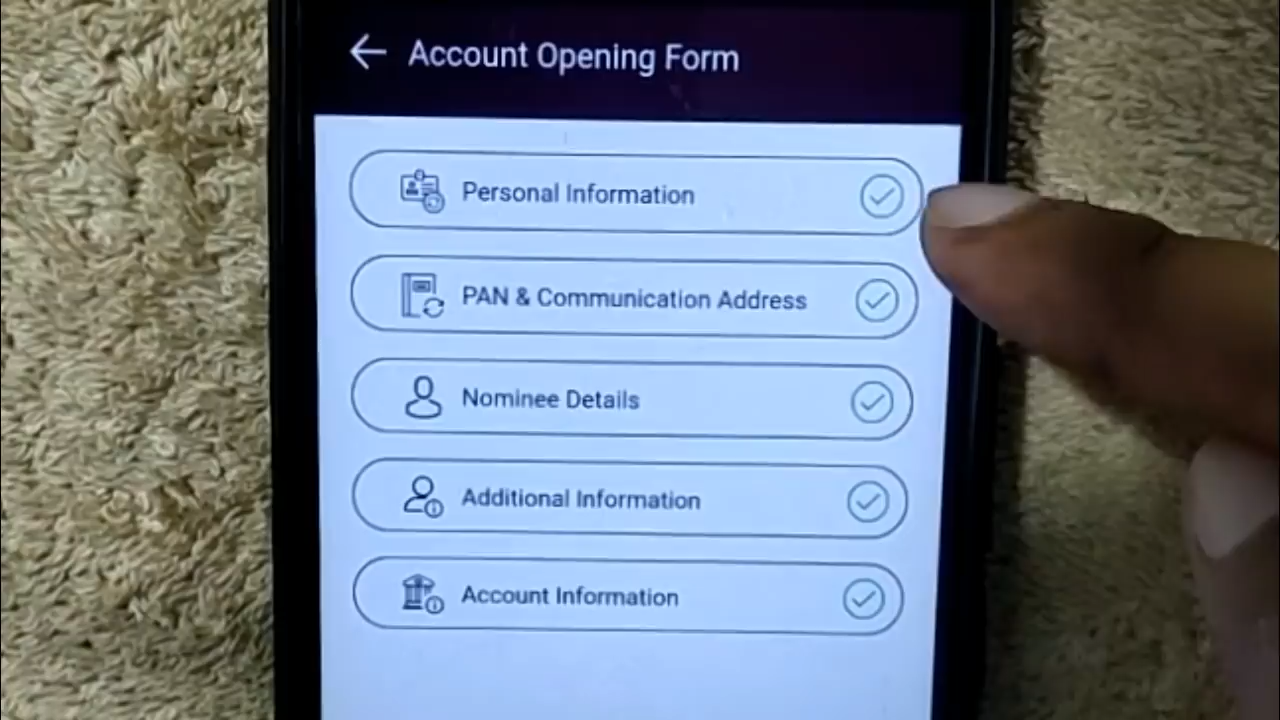 Account Opening Form
Personal Information
PAN & Communication Address
Nominee Details
Additional Information
Account Information